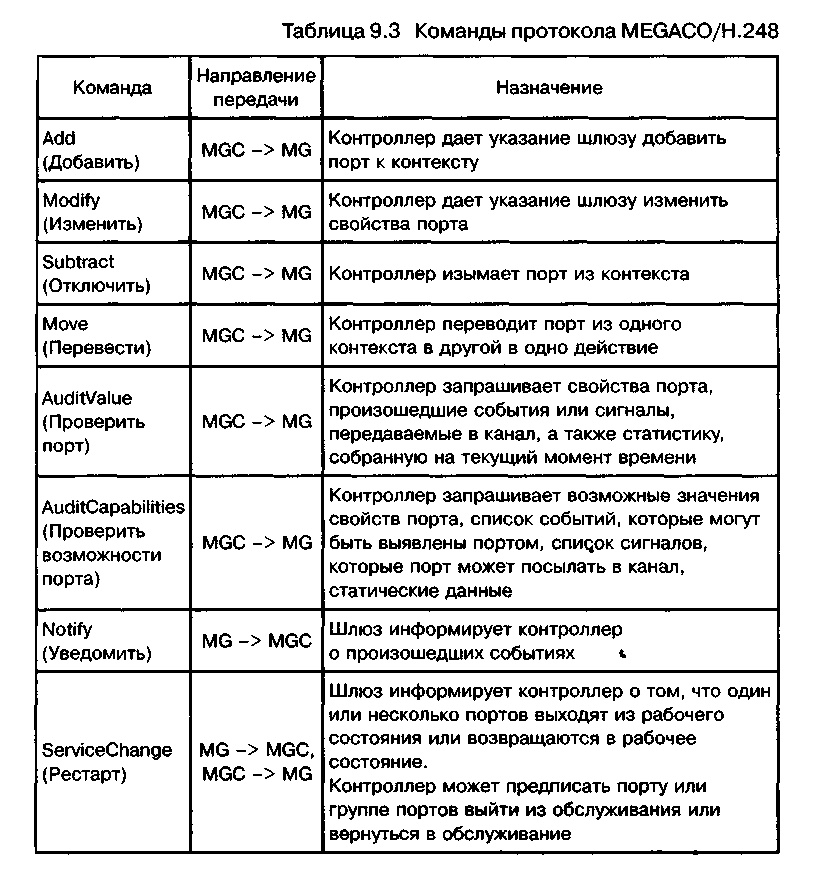 Таблица 9.3 Команды протокола MEGACO/H.248
Команда
Направление
передачи
Назначение
Add
(Добавить)
MGC –> MG
Контроллер дает указание шлюзу добавить
порт к контексту
Modify
(Изменить)
MGC –> MG
Контроллер дает указание шлюзу изменить
свойства порта
Subtract
(Отключить)
MGC –> MG
Контроллер изымает порт из контекста
Move
(Перевести)
MGC –> MG
Контроллер переводит порт из одного
контекста в другой в одно действие
AuditValue
(Проверить
порт)
MGC –> MG
Контроллер запрашивает свойства порта,
произошедшие события или сигналы,
передаваемые в канал, а также статистику,
собранную на текущий момент времени
AuditCapabilities
(Проверить
возможности
порта)
MGC –> MG
Контроллер запрашивает возможные значения
свойств порта, список событий, которые могут
быть выявлены портом, список сигналов,
которые порт может посылать в канал,
статические данные
Notify
(Уведомить)
MG –> MGC
Шлюз информирует контроллер
о произошедших событиях
ServiceChange
(Рестарт)
MG –> MGC,
MGC –> MG
Шлюз информирует контроллер о том, что один
или несколько портов выходят из рабочего
состояния или возвращаются в рабочее
состояние.
Контроллер может предписать порту или
группе портов выйти из обслуживания или
вернуться в обслуживание